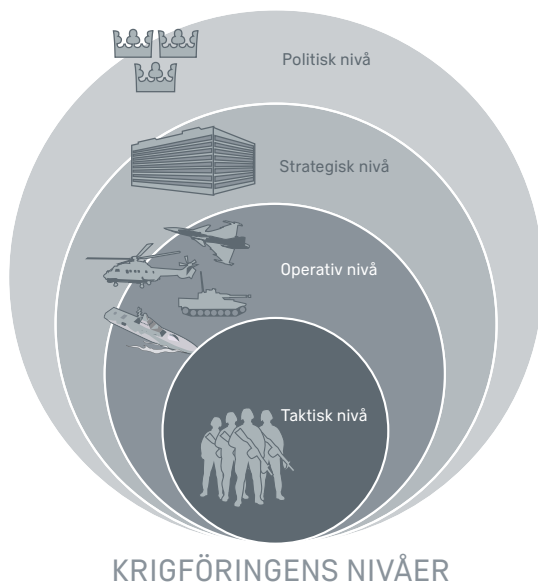 Politisk nivå
Strategisk nivå
Operativ nivå
Taktisk nivå
KRIGFÖRINGENS NIVÅER